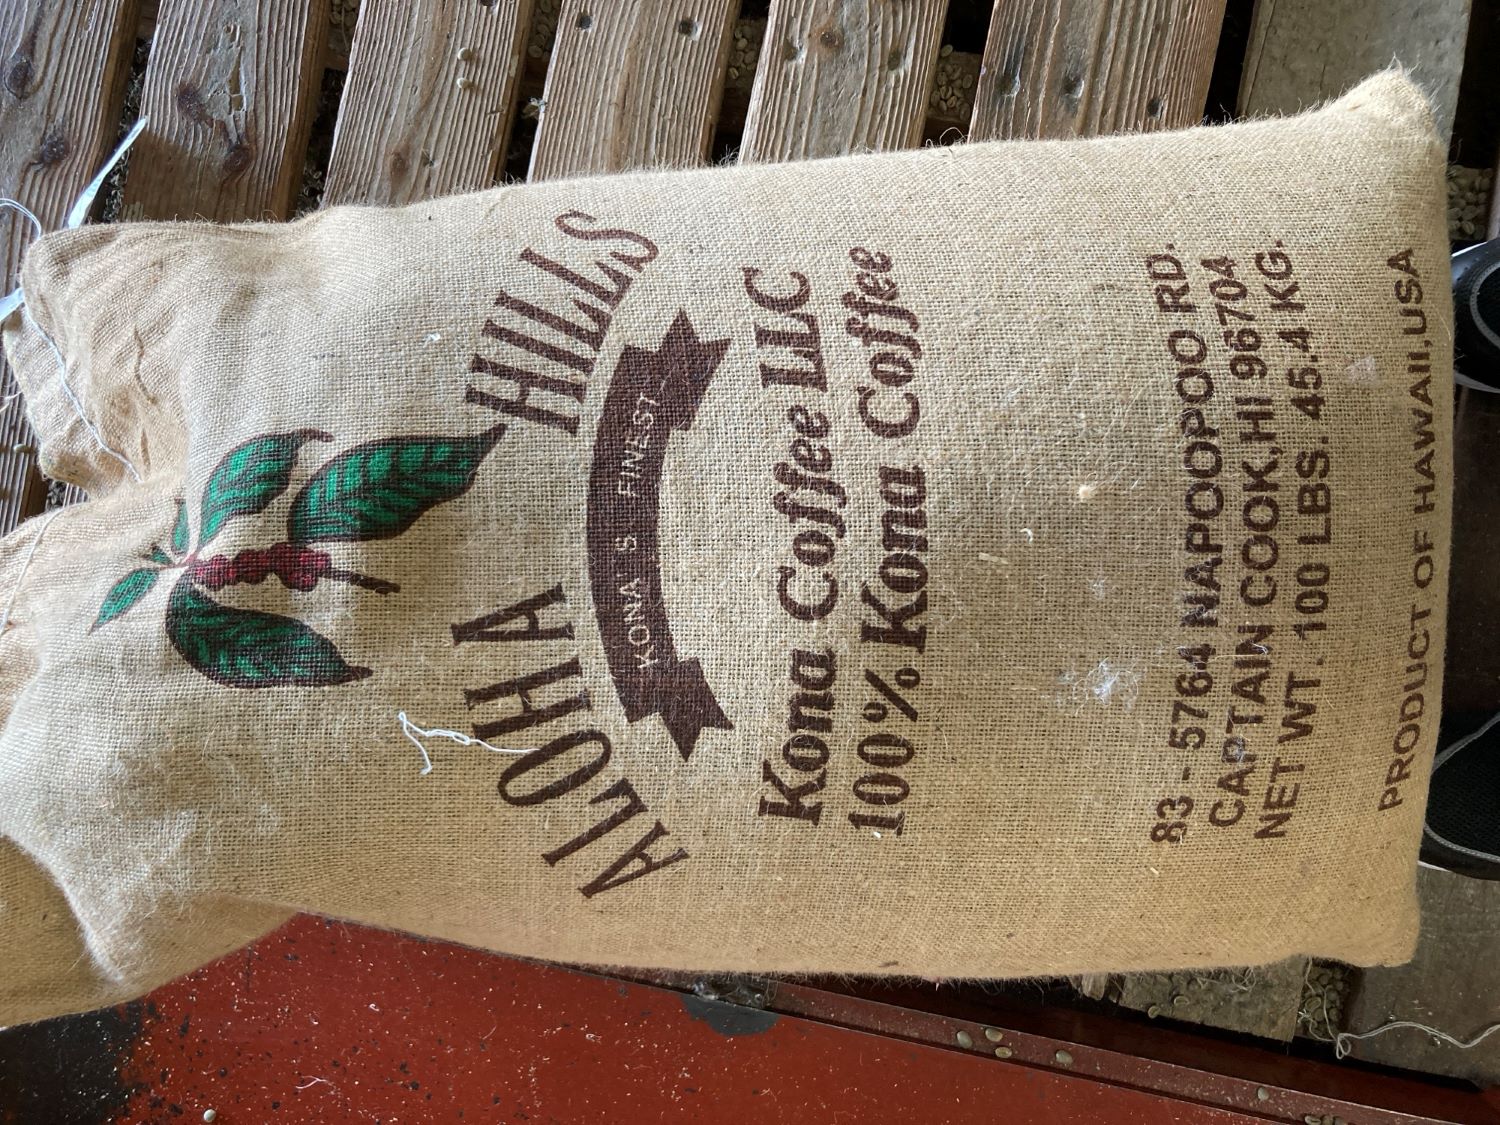 ALOHA HILLS
KONA'S FINEST
Kona Coffee LLC
100% Kona Coffee
83 - 5764 NAPOOPOO RD.
CAPTAIN COOK,HI 96704
NET WT. 100 LBS. 45.4 KG.
PRODUCT OF HAWAII,USA